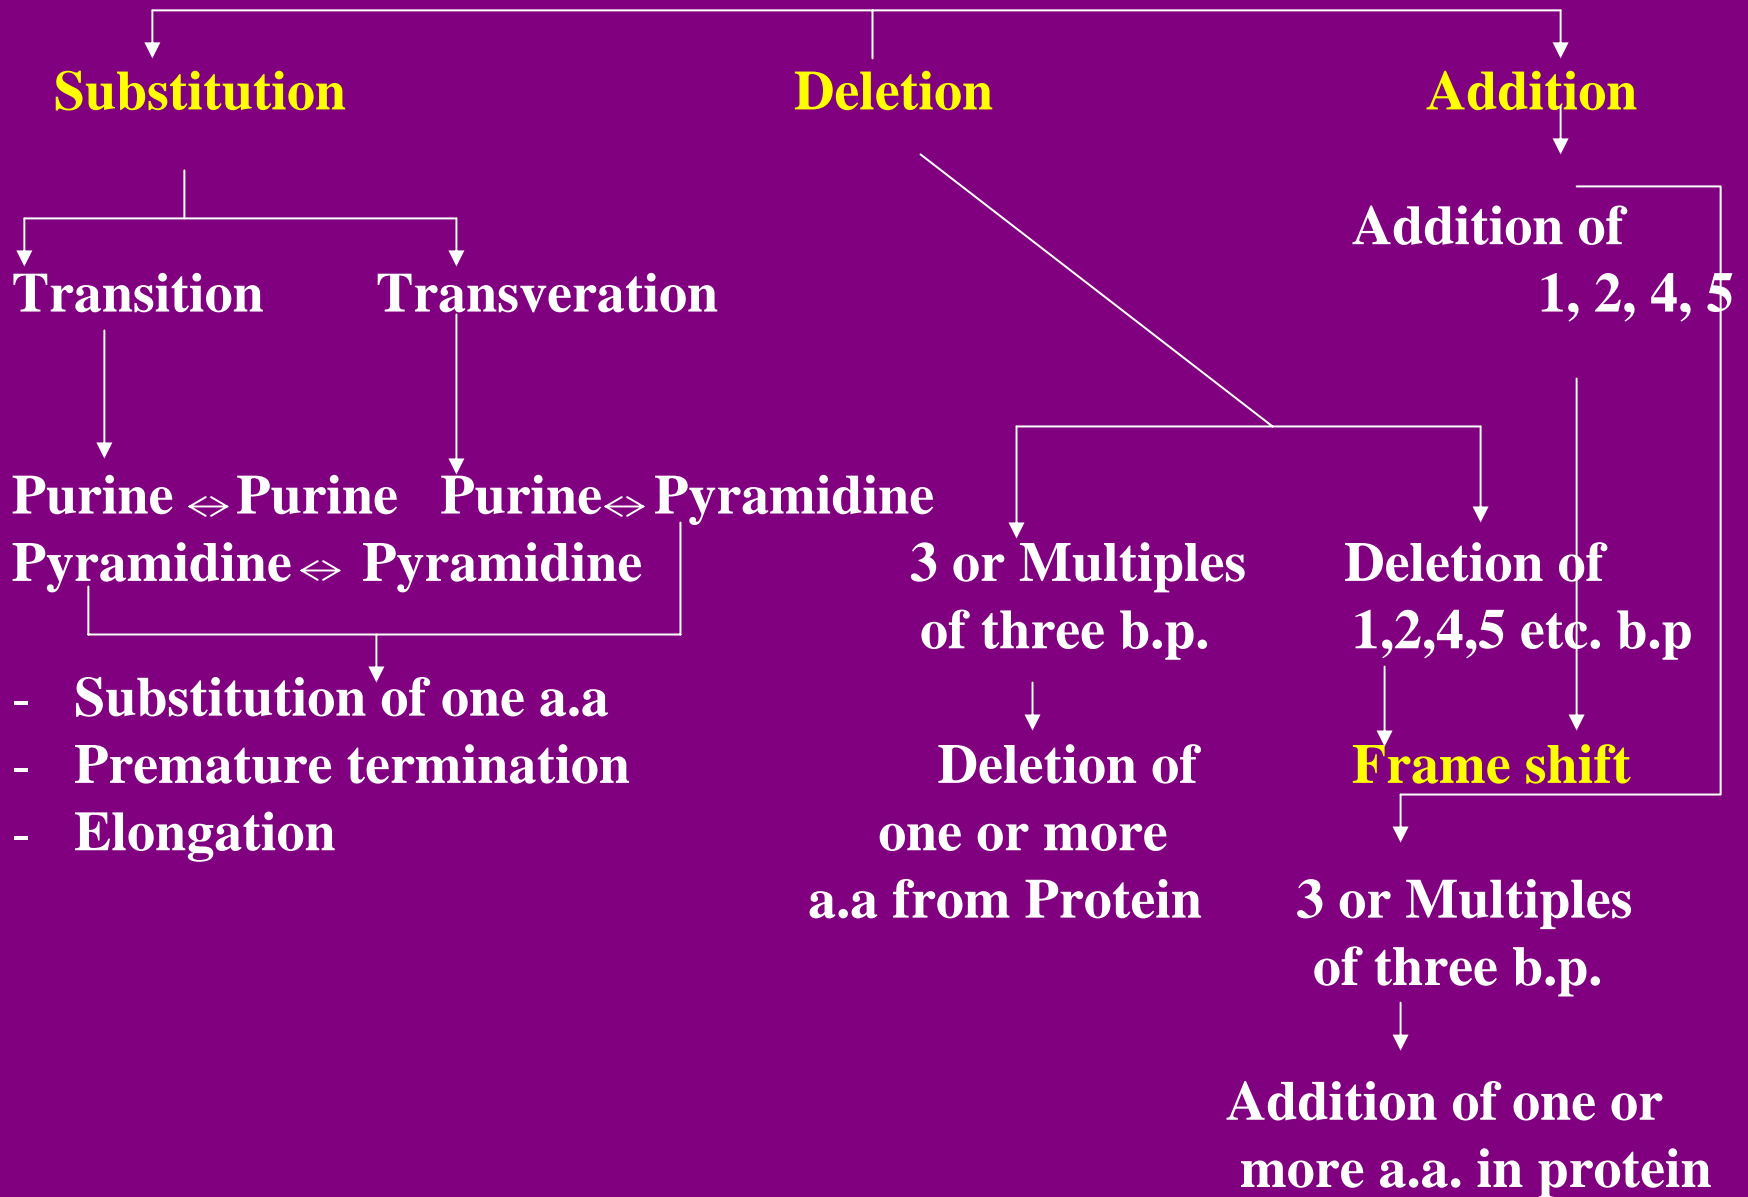 Substitution Deletion Addition
Addition of
1, 2, 4, 5
Transition Transveration
Purine ⇔ Purine Purine ⇔ Pyramidine
Pyramidine ⇔ Pyramidine
3 or Multiples
of three b.p.
Deletion of
1,2,4,5 etc. b.p
- Substitution of one a.a
- Premature termination
- Elongation
Deletion of
one or more
a.a from Protein
Frame shift
3 or Multiples
of three b.p.
Addition of one or
more a.a. in protein